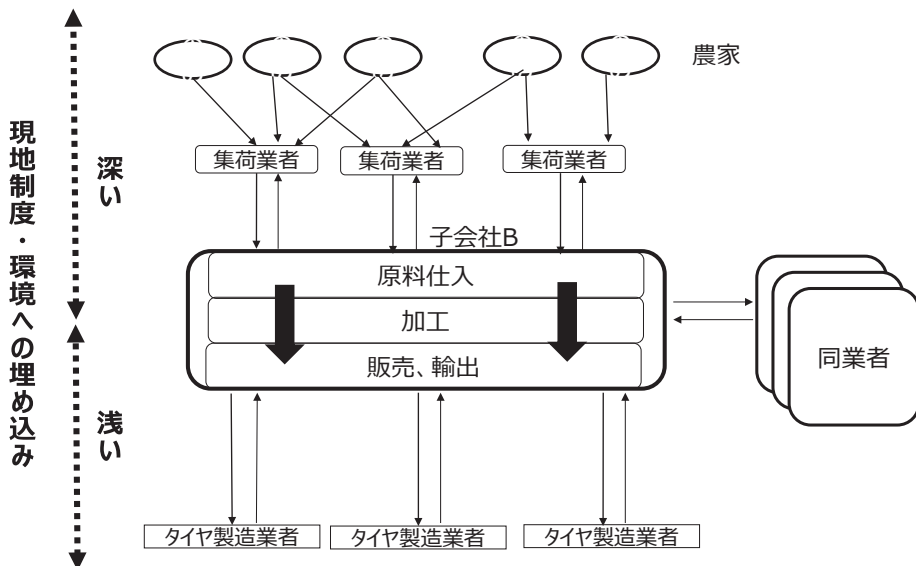 農家
現地制度・環境への埋め込み
深い
集荷業者
集荷業者
集荷業者
子会社B
原料仕入
加工
販売、輸出
同業者
浅い
タイヤ製造業者
タイヤ製造業者
タイヤ製造業者